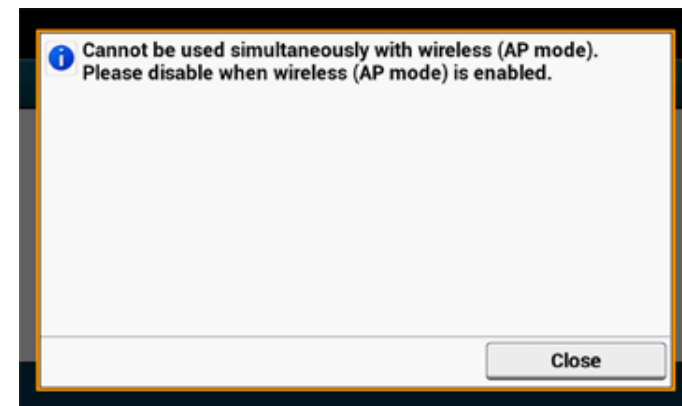 Cannot be used simultaneously with wireless (AP mode).
Please disable when wireless (AP mode) is enabled.
Close